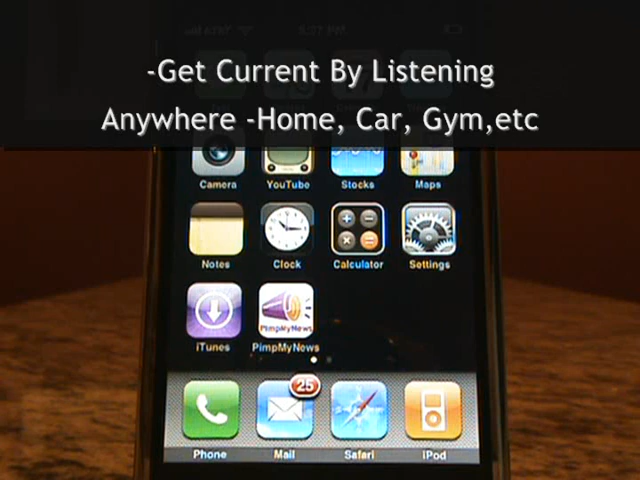 -Get Current By Listening
Anywhere -Home, Car, Gym,etc
Camera YouTube Stocks Maps
Notes Clock Calculator Settings
PimpMyNews
iTunes PimpMyNews
25
Phone Mail Safari iPod